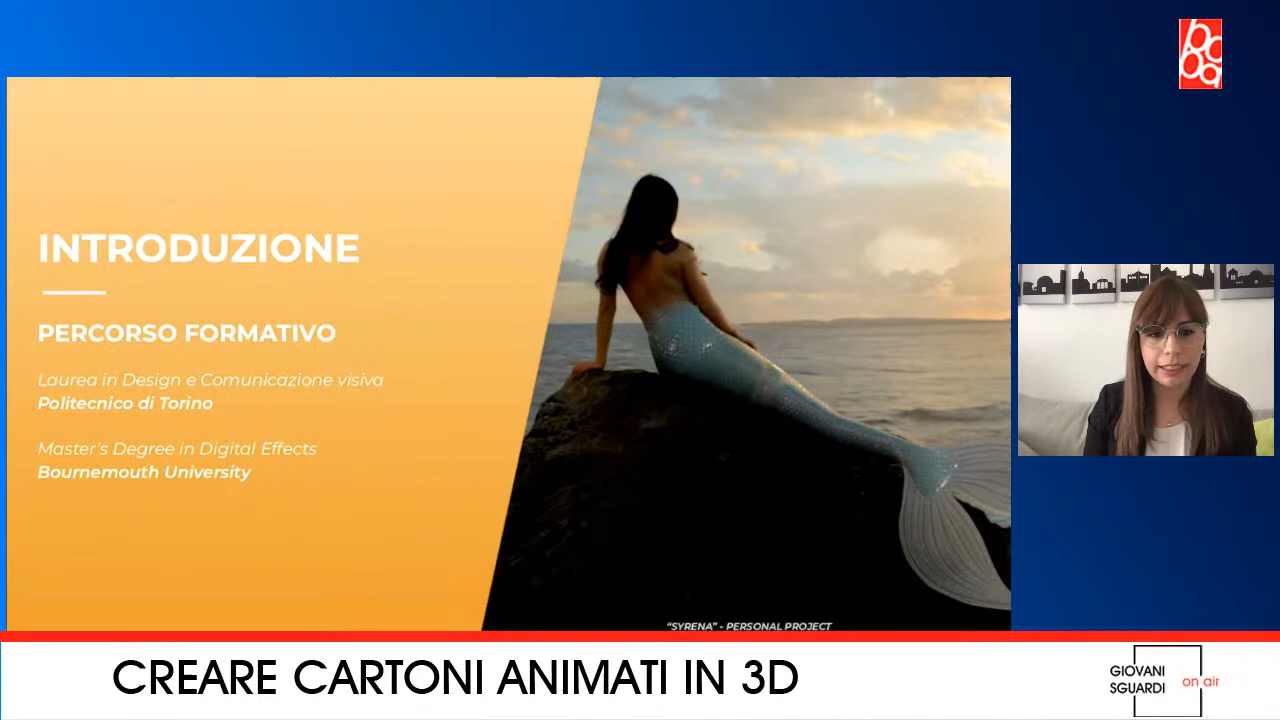 INTRODUZIONE
PERCORSO FORMATIVO
Laurea in Design e Comunicazione visiva
Politecnico di Torino
Master's Degree in Digital Effects
Bournemouth University
"SYRENA" - PERSONAL PROJECT
CREARE CARTONI ANIMATI IN 3D
GIOVANI
SGUARDI
on air